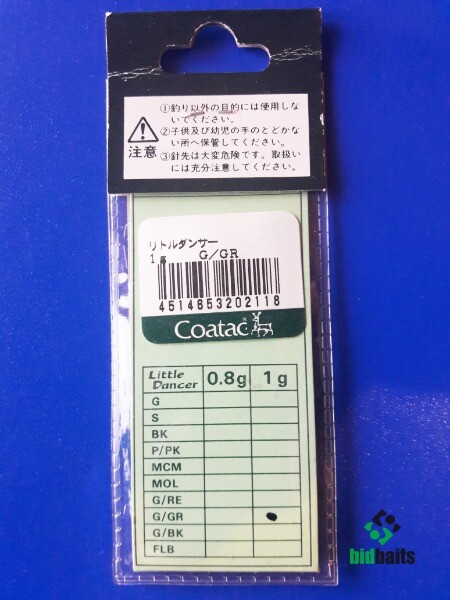 ①釣り以外の目的には使用しな
いでください。
②子供及び幼児の手のとどかな
い所へ保管してください。
③針先は大変危険です。取扱い
には充分注意してください。
注意
リトルダンサー
1g G/GR
4514653202118
Coatac
Little Dancer 0.8g 1g
G
S
BK
P/PK
MCM
MOL
G/RE
G/GR
G/BK
FLB
bidbaits